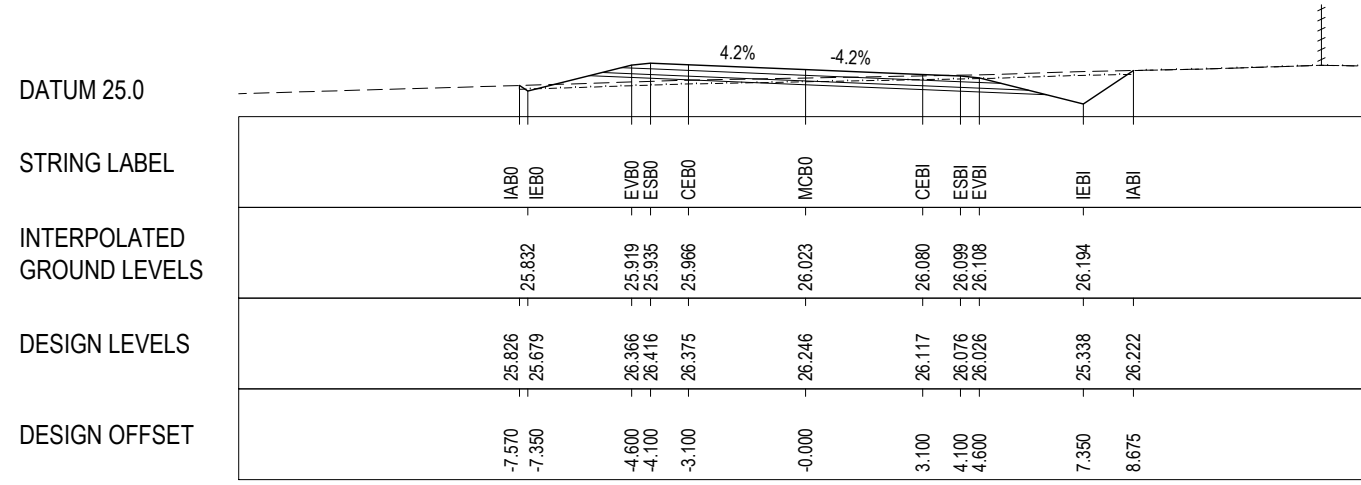 4.2% -4.2%
DATUM 25.0
STRING LABEL
IAB0 IEB0 EVB0 ESB0 CEB0 MCB0 CEBI ESBI EVBI IEBI IABI
INTERPOLATED
GROUND LEVELS
25.832 25.919 25.935 25.966 26.023 26.080 26.099 26.108 26.194
DESIGN LEVELS
25.826 25.679 26.366 26.416 26.375 26.246 26.117 26.076 26.026 25.338 26.222
DESIGN OFFSET
-7.570 -7.350 -4.600 -4.100 -3.100 -0.000 3.100 4.100 4.600 7.350 8.675